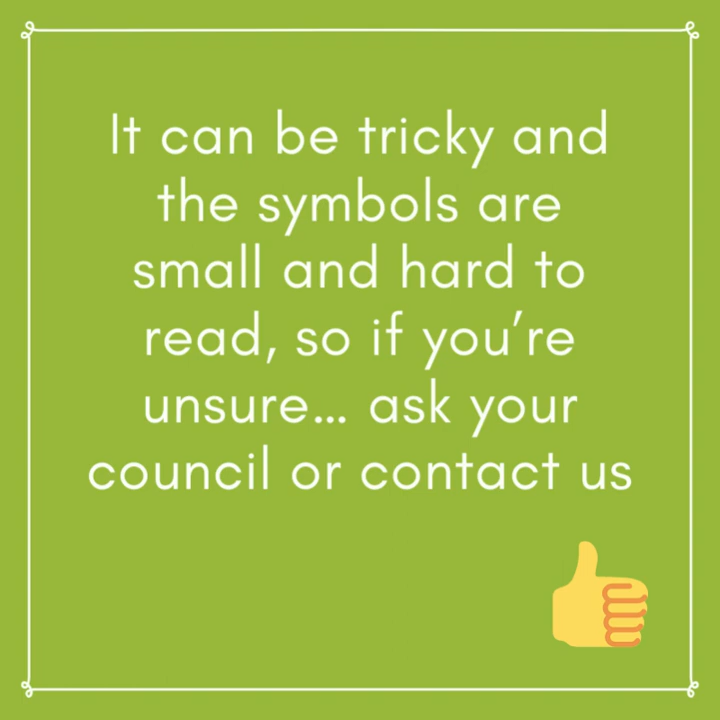 It can be tricky and
the symbols are
small and hard to
read, so if you’re
unsure... ask your
council or contact us